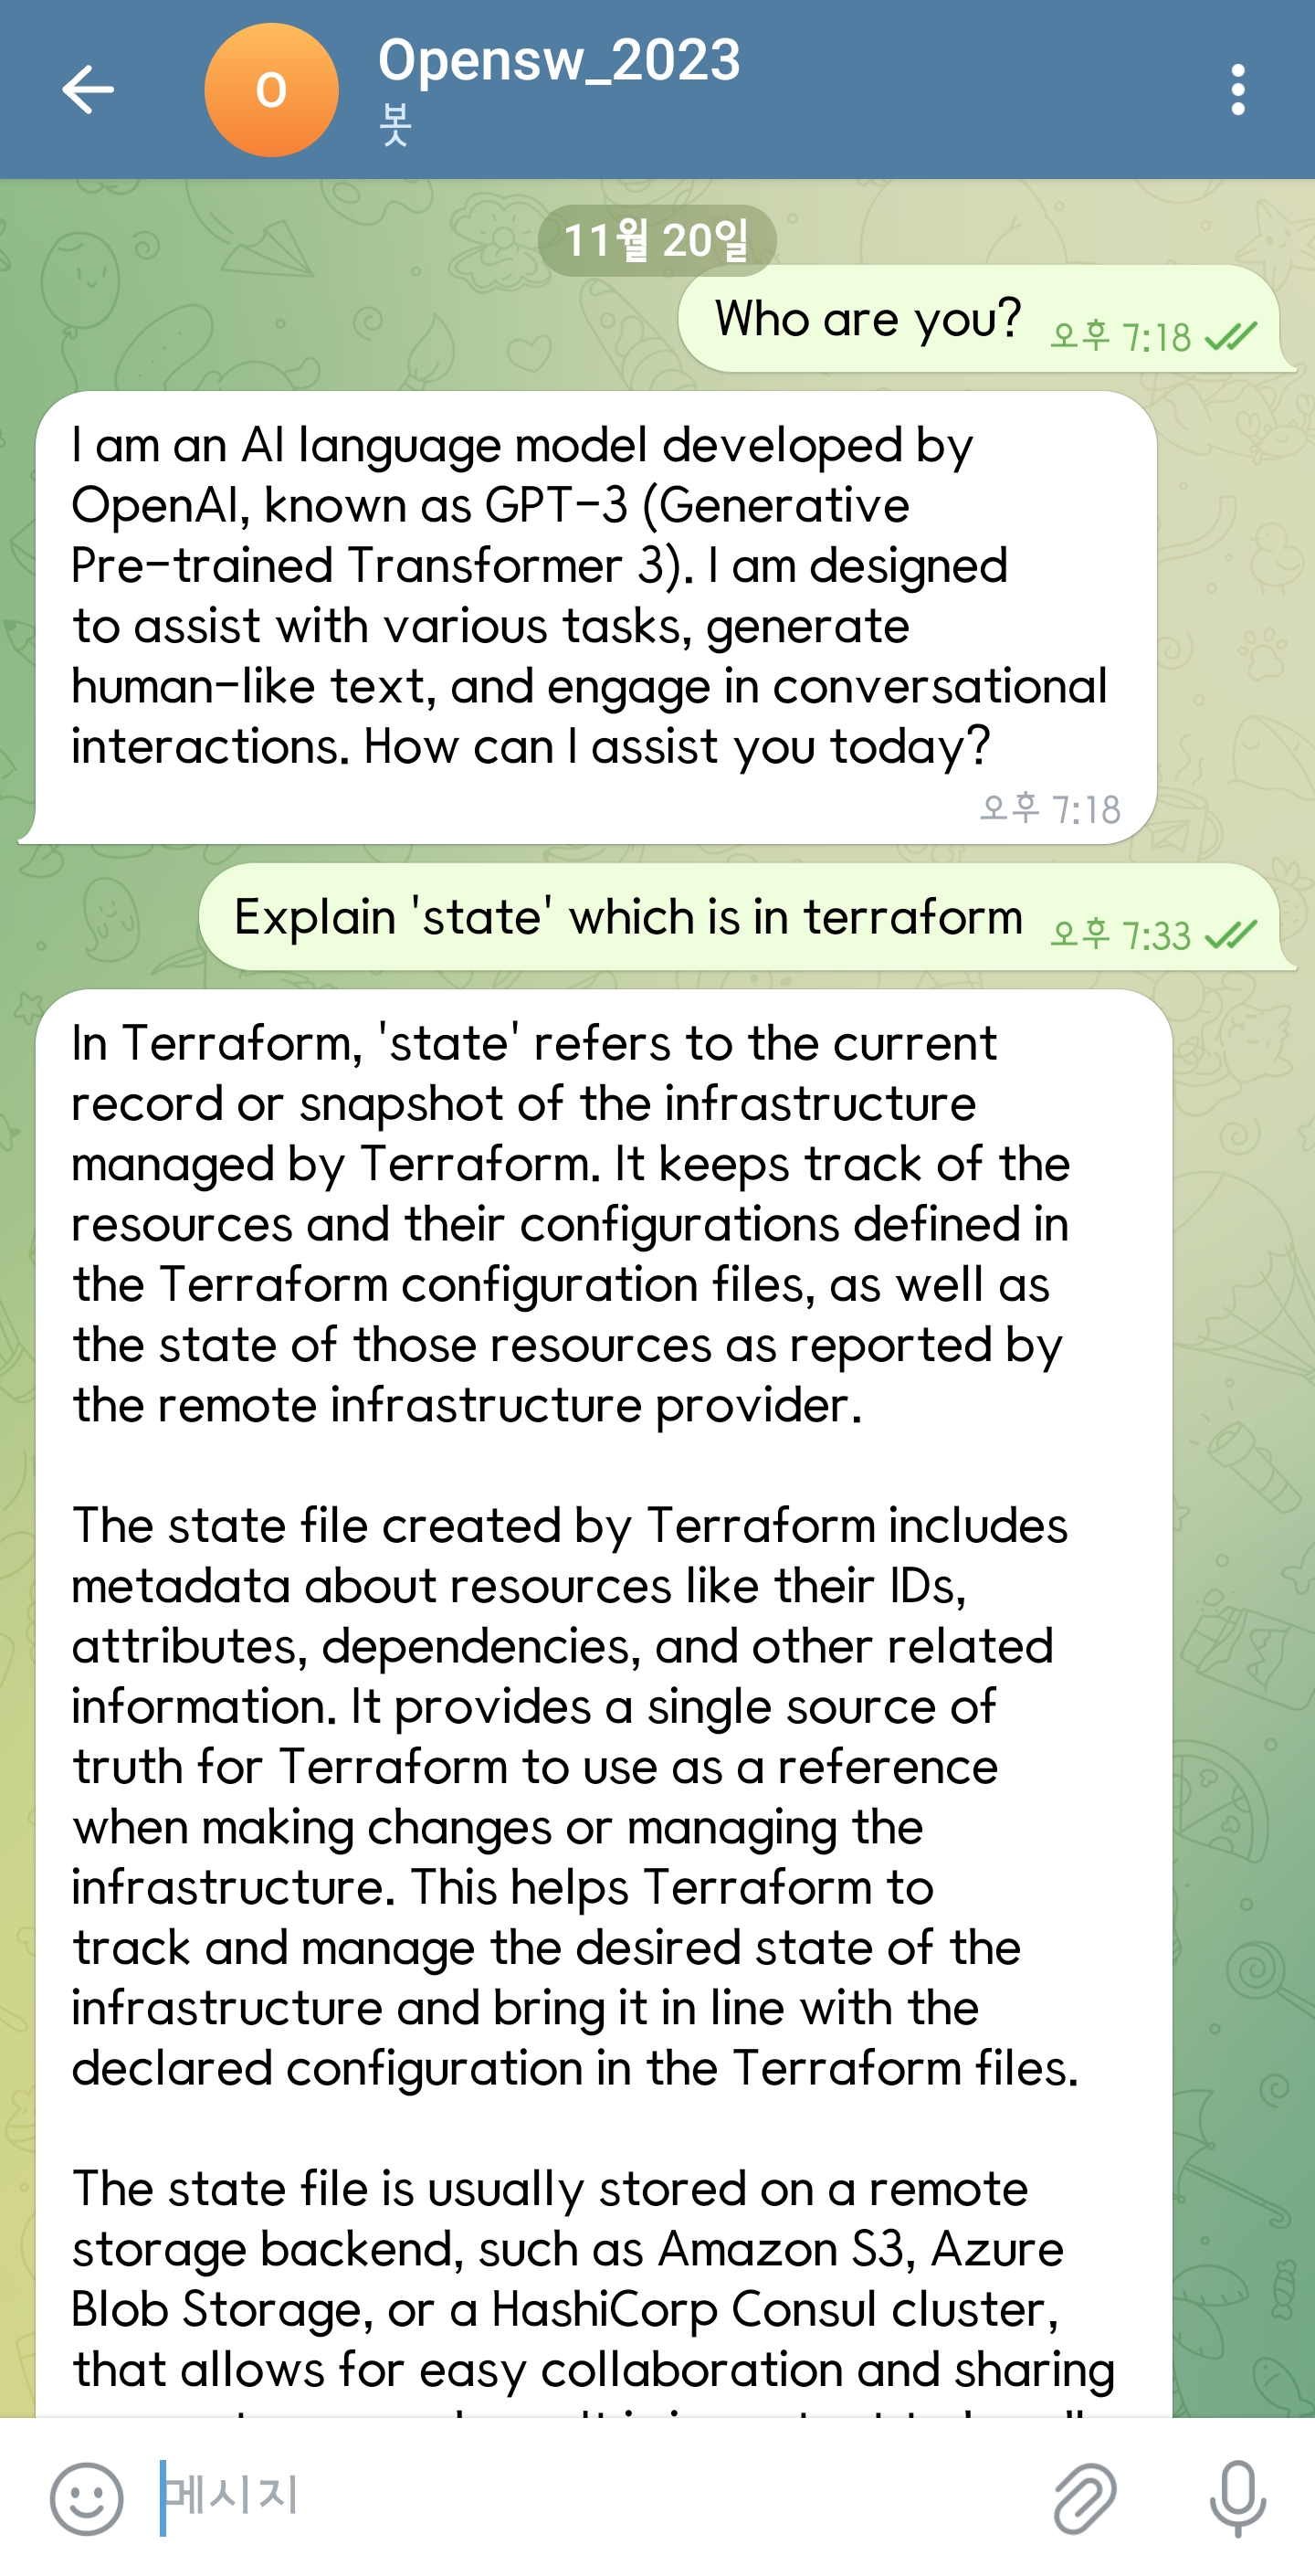 O
Opensw_2023
봇
11월 20일
Who are you? 오후 7:18
I am an AI language model developed by
OpenAI, known as GPT-3 (Generative
Pre-trained Transformer 3). I am designed
to assist with various tasks, generate
human-like text, and engage in conversational
interactions. How can I assist you today?
오후 7:18
Explain 'state' which is in terraform 오후 7:33
In Terraform, 'state' refers to the current
record or snapshot of the infrastructure
managed by Terraform. It keeps track of the
resources and their configurations defined in
the Terraform configuration files, as well as
the state of those resources as reported by
the remote infrastructure provider.
The state file created by Terraform includes
metadata about resources like their IDs,
attributes, dependencies, and other related
information. It provides a single source of
truth for Terraform to use as a reference
when making changes or managing the
infrastructure. This helps Terraform to
track and manage the desired state of the
infrastructure and bring it in line with the
declared configuration in the Terraform files.
The state file is usually stored on a remote
storage backend, such as Amazon S3, Azure
Blob Storage, or a HashiCorp Consul cluster,
that allows for easy collaboration and sharing
메시지